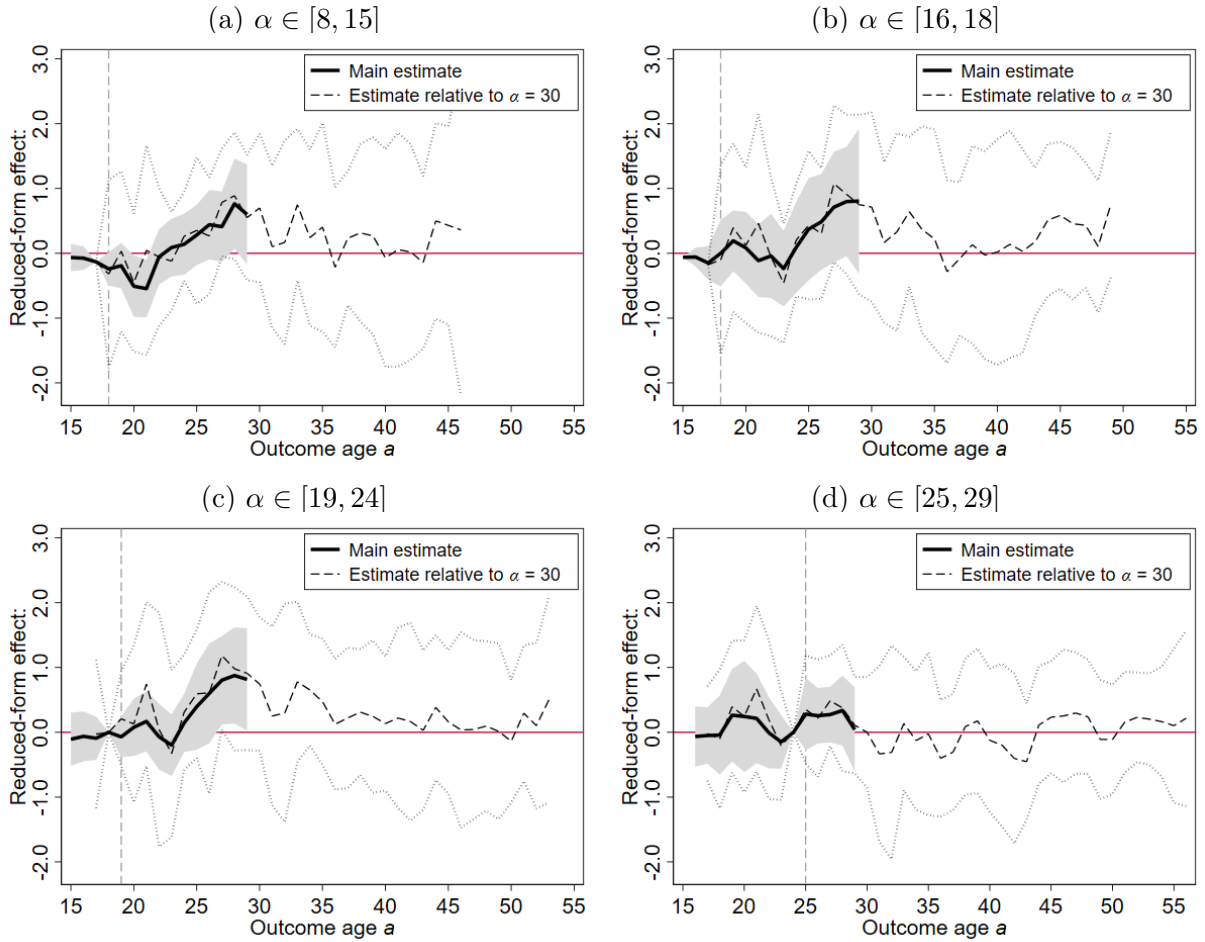 (a) α ∈ [8, 15]
3.0
2.0
1.0
0.0
-1.0
-2.0
Reduced-form effect:
Main estimate
Estimate relative to α = 30
15 20 25 30 35 40 45 50 55
Outcome age a
(b) α ∈ [16, 18]
3.0
2.0
1.0
0.0
-1.0
-2.0
Reduced-form effect:
Main estimate
Estimate relative to α = 30
15 20 25 30 35 40 45 50 55
Outcome age a
(c) α ∈ [19, 24]
3.0
2.0
1.0
0.0
-1.0
-2.0
Reduced-form effect:
Main estimate
Estimate relative to α = 30
15 20 25 30 35 40 45 50 55
Outcome age a
(d) α ∈ [25, 29]
3.0
2.0
1.0
0.0
-1.0
-2.0
Reduced-form effect:
Main estimate
Estimate relative to α = 30
15 20 25 30 35 40 45 50 55
Outcome age a